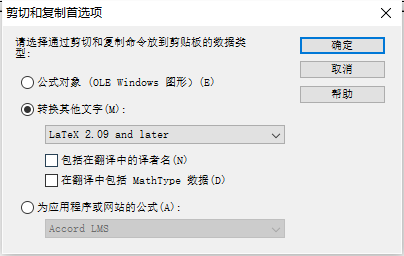 剪切和复制首选项
请选择通过剪切和复制命令放到剪贴板的数据类
型:
确定
取消
帮助
公式对象 (OLE Windows 图形) (E)
转换其他文字(M):
LaTeX 2.09 and later
包括在翻译中的译者名(N)
在翻译中包括 MathType 数据(D)
为应用程序或网站的公式(A):
Accord LMS